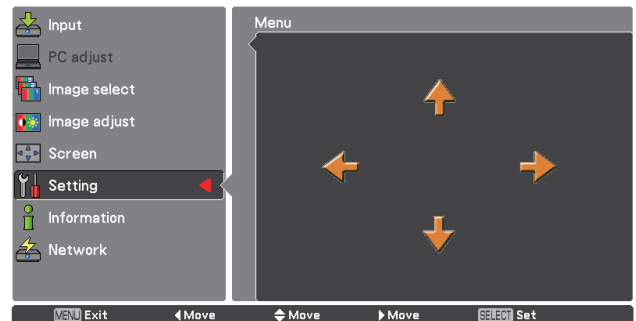 Input
PC adjust
Image select
Image adjust
Screen
Setting
Information
Network
Menu
MENU Exit ◀Move ◆Move ▶Move SELECT Set